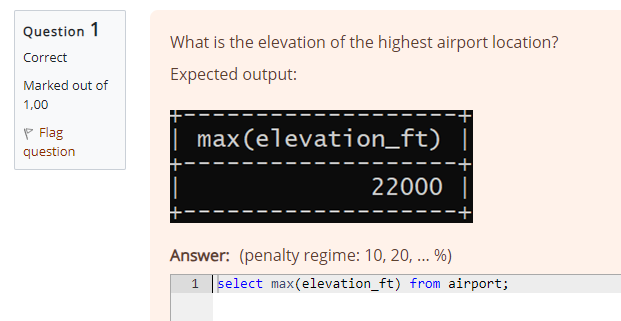 Question 1
Correct
Marked out of
1,00
Flag
question
What is the elevation of the highest airport location?
Expected output:
+-------------------+
| max(elevation_ft) |
+-------------------+
| 22000 |
+-------------------+
Answer: (penalty regime: 10, 20, ... %)
1 select max(elevation_ft) from airport;